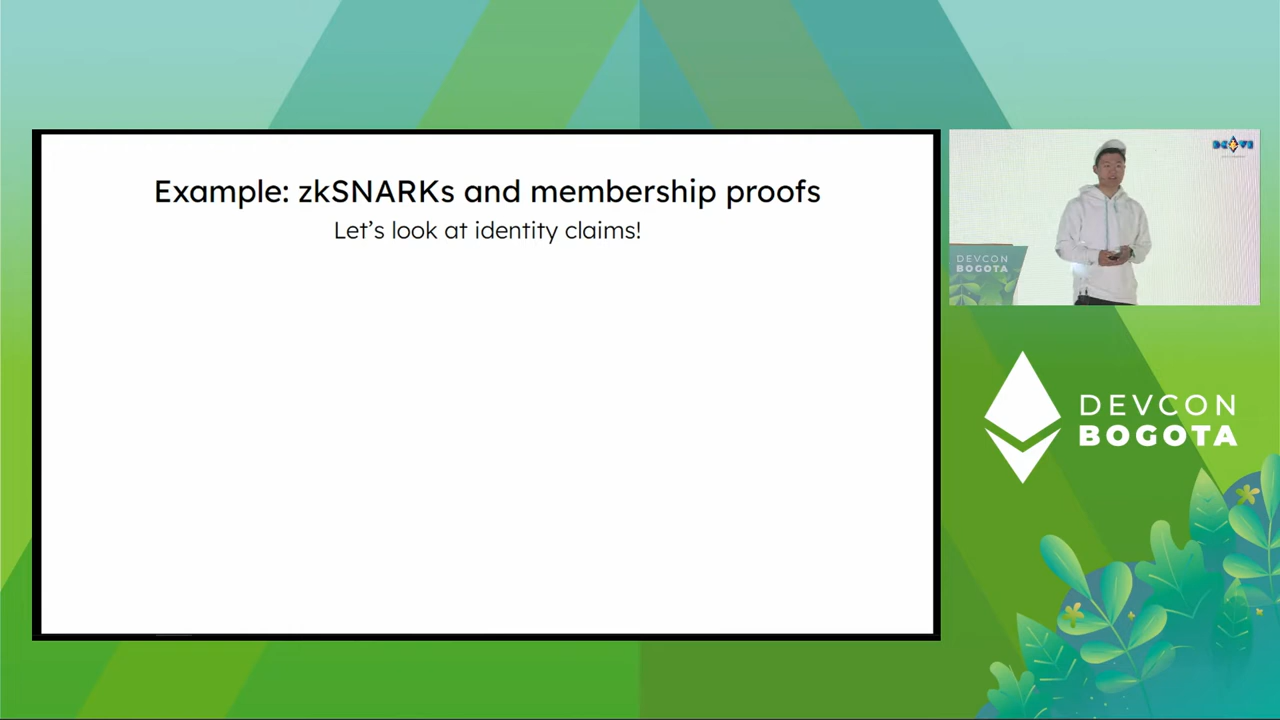 Example: zkSNARKs and membership proofs
Let's look at identity claims!
DEVCON
BOGOTA
DEVCON
BOGOTA